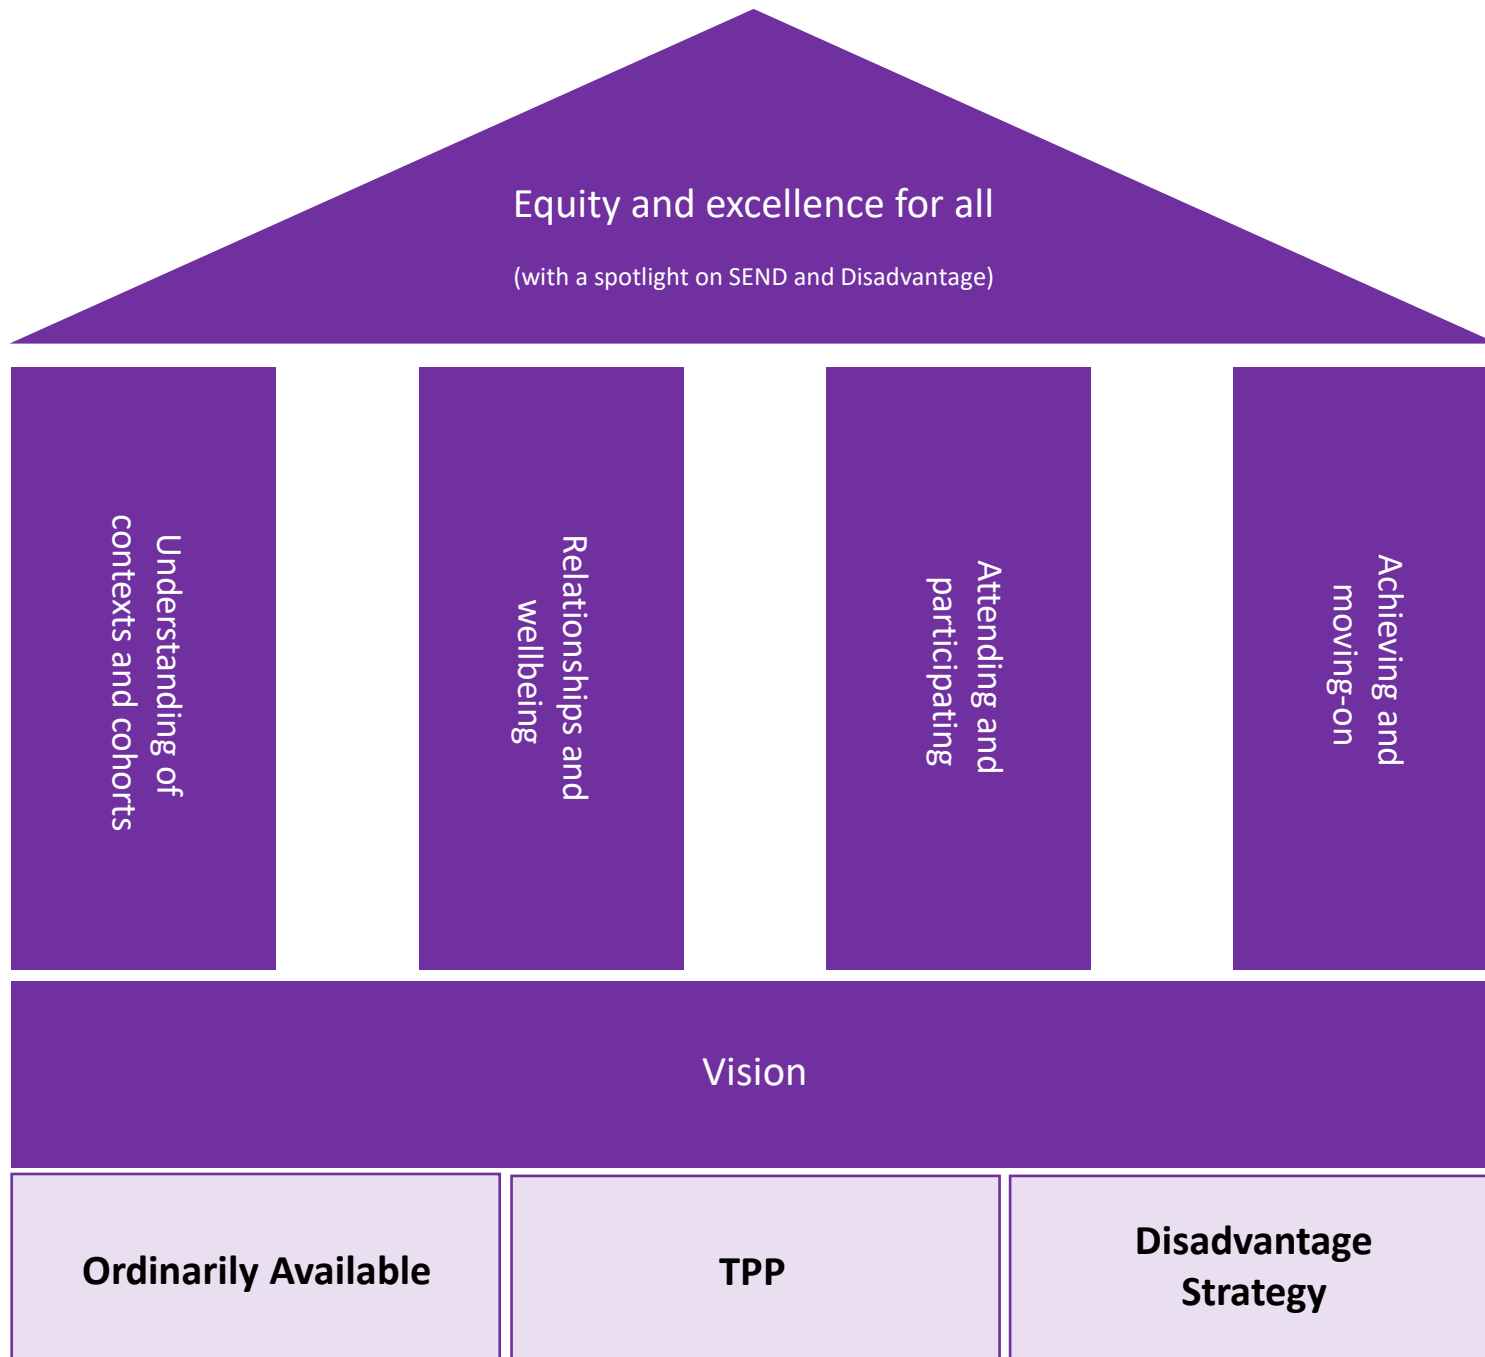 Equity and excellence for all
(with a spotlight on SEND and Disadvantage)
Understanding of
contexts and cohorts
Relationships and
wellbeing
Attending and
participating
Achieving and
moving-on
Vision
Ordinarily Available
TPP
Disadvantage
Strategy